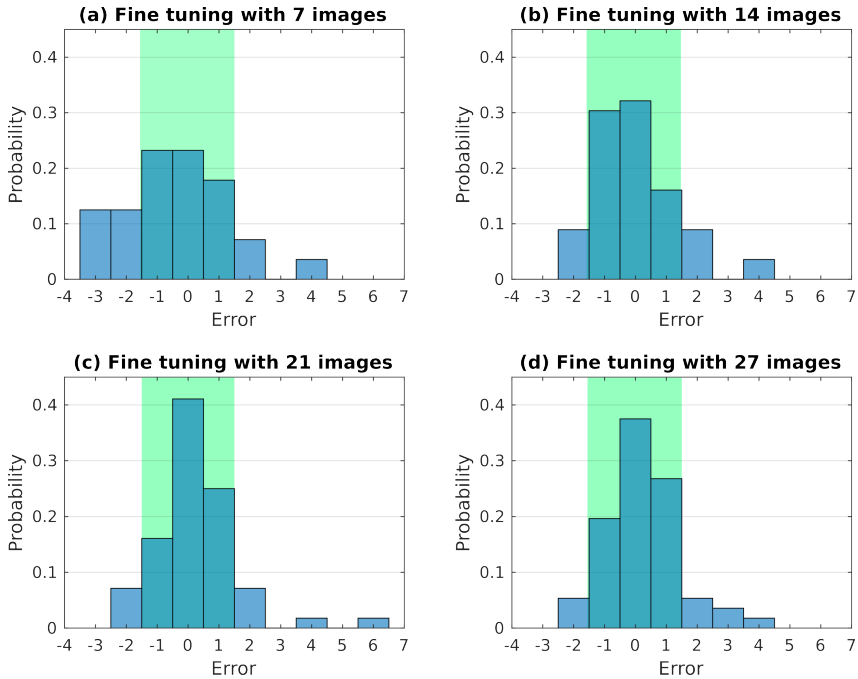 (a) Fine tuning with 7 images
0.4
0.3
0.2
0.1
0
Probability
-4 -3 -2 -1 0 1 2 3 4 5 6 7
Error
(b) Fine tuning with 14 images
0.4
0.3
0.2
0.1
0
Probability
-4 -3 -2 -1 0 1 2 3 4 5 6 7
Error
(c) Fine tuning with 21 images
0.4
0.3
0.2
0.1
0
Probability
-4 -3 -2 -1 0 1 2 3 4 5 6 7
Error
(d) Fine tuning with 27 images
0.4
0.3
0.2
0.1
0
Probability
-4 -3 -2 -1 0 1 2 3 4 5 6 7
Error